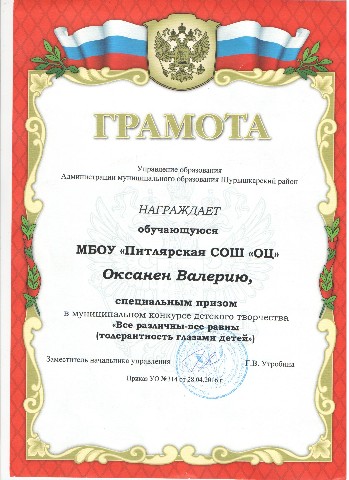 ГРАМОТА
Управление образования
Администрации муниципального образования Шурышкарский район
НАГРАЖДАЕТ
обучающуюся
МБОУ «Питлярская СОШ «ОЦ»
Оксанен Валерию,
специальным призом
в муниципальном конкурсе детского творчества
«Все различны-все равны
(толерантность глазами детей»)
Заместитель начальника управления
Г.В. Утробина
Приказ УО № 314 от 28.04.2016 г.